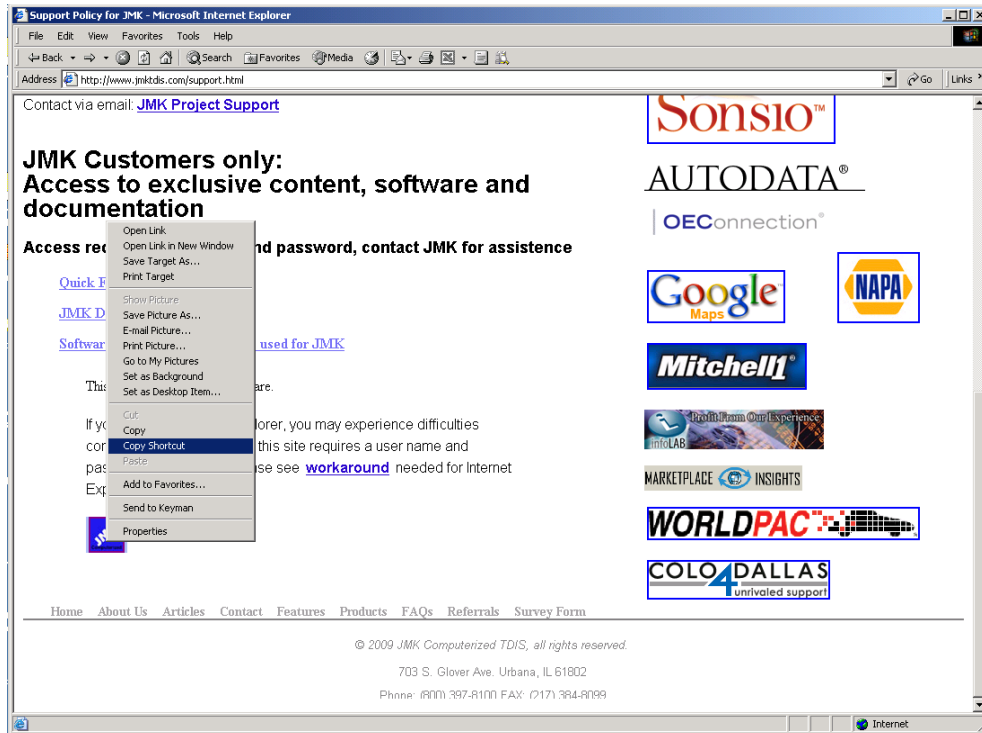 Support Policy for JMK - Microsoft Internet Explorer
File Edit View Favorites Tools Help
Back Search Favorites Media
Address http://www.jmktdis.com/support.html Go Links
Contact via email: JMK Project Support
JMK Customers only:
Access to exclusive content, software and
documentation
Access nd password, contact JMK for assistence
Quick
JMK
used for JMK
are.
If lorer, you may experience difficulties
this site requires a user name and
see workaround needed for Internet
Open Link
Open Link in New Window
Save Target As...
Print Target
Show Picture
Save Picture As...
E-mail Picture...
Print Picture...
Go to My Pictures
Set as Background
Set as Desktop Item...
Cut
Copy
Copy Shortcut
Paste
Add to Favorites...
Send to Keyman
Properties
Sonsio™
AUTODATA®
OEConnection®
Google
Maps
NAPA
Mitchell1®
Profit From Our Experience
infoLAB
MARKETPLACE INSIGHTS
WORLDPAC
COLO4DALLAS
unrivaled support
Home About Us Articles Contact Features Products FAQs Referrals Survey Form
© 2009 JMK Computerized TDIS, all rights reserved.
703 S. Glover Ave. Urbana, IL 61802
Phone: (800) 397-8100 FAX: (217) 384-8099
Internet